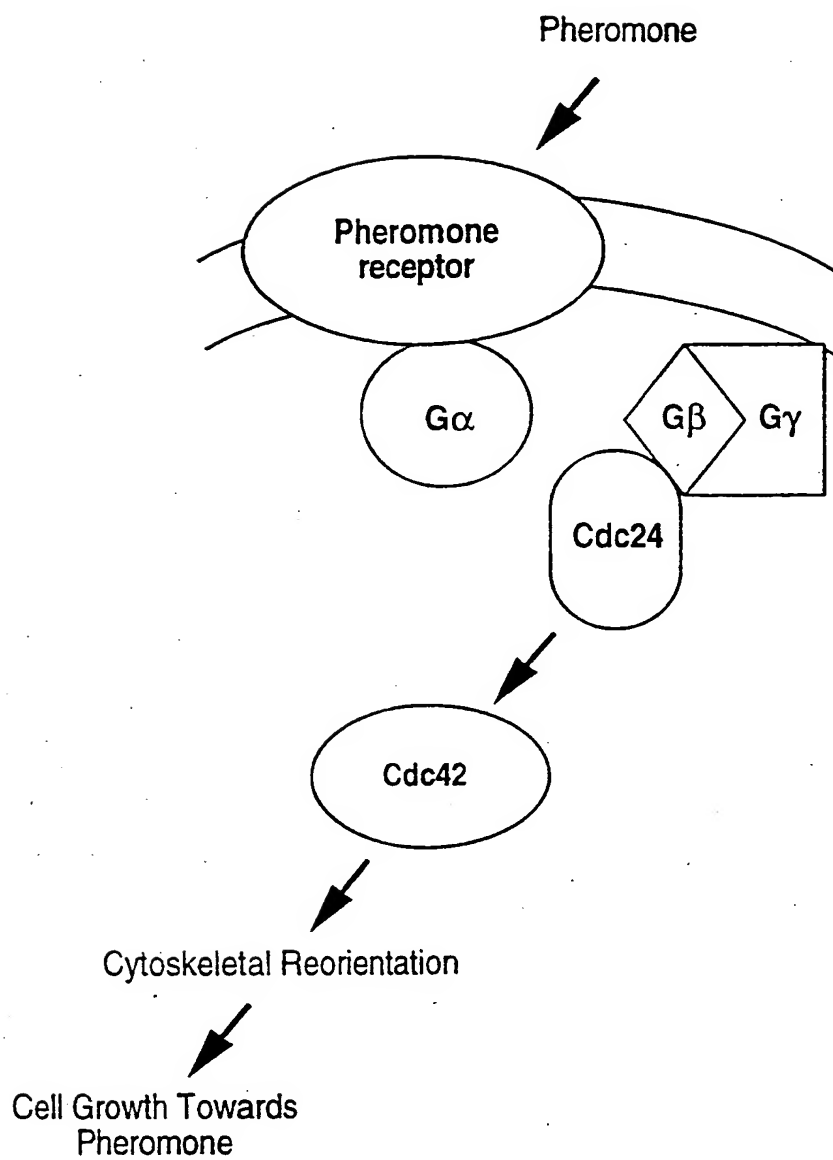 Pheromone
Pheromone
receptor
Gα
Gβ
Gγ
Cdc24
Cdc42
Cytoskeletal Reorientation
Cell Growth Towards
Pheromone